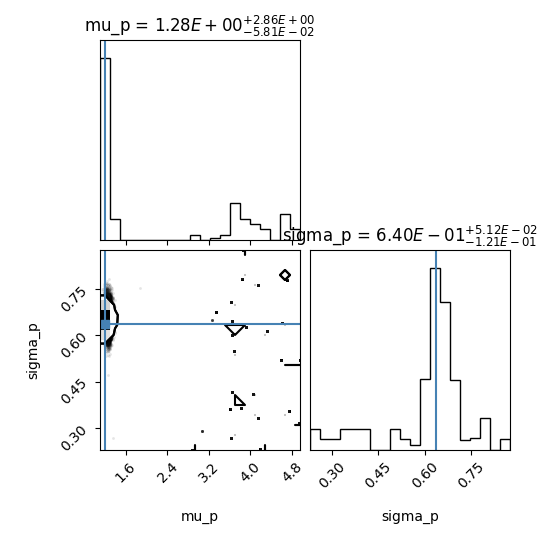 mu_p = 1.28E + 00 +2.86E + 00 −5.81E − 02
sigma_p = 6.40E − 01 +5.12E − 02 −1.21E − 01
sigma_p
0.75
0.60
0.45
0.30
1.6 2.4 3.2 4.0 4.8
0.30 0.45 0.60 0.75
mu_p
sigma_p